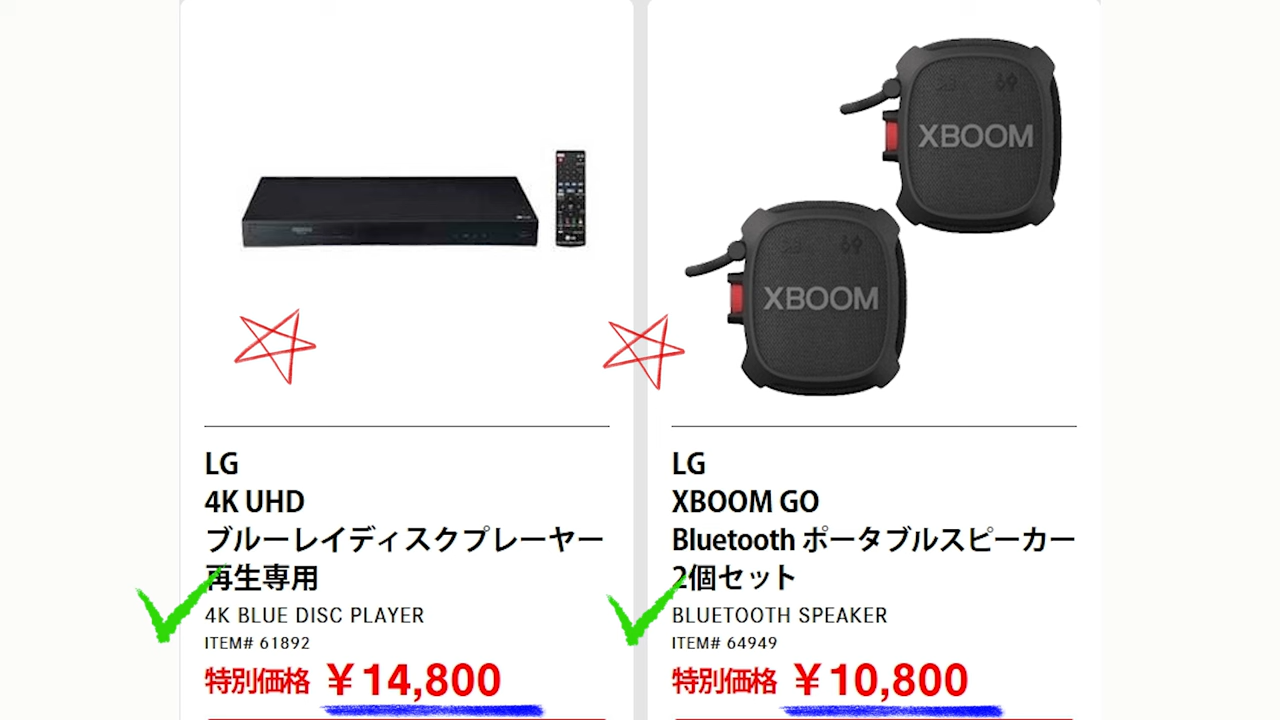 XBOOM
XBOOM
LG
4K UHD
ブルーレイディスクプレーヤー
再生専用
4K BLUE DISC PLAYER
ITEM# 61892
特別価格 ¥14,800
LG
XBOOM GO
Bluetooth ポータブルスピーカー
2個セット
BLUETOOTH SPEAKER
ITEM# 64949
特別価格 ¥10,800